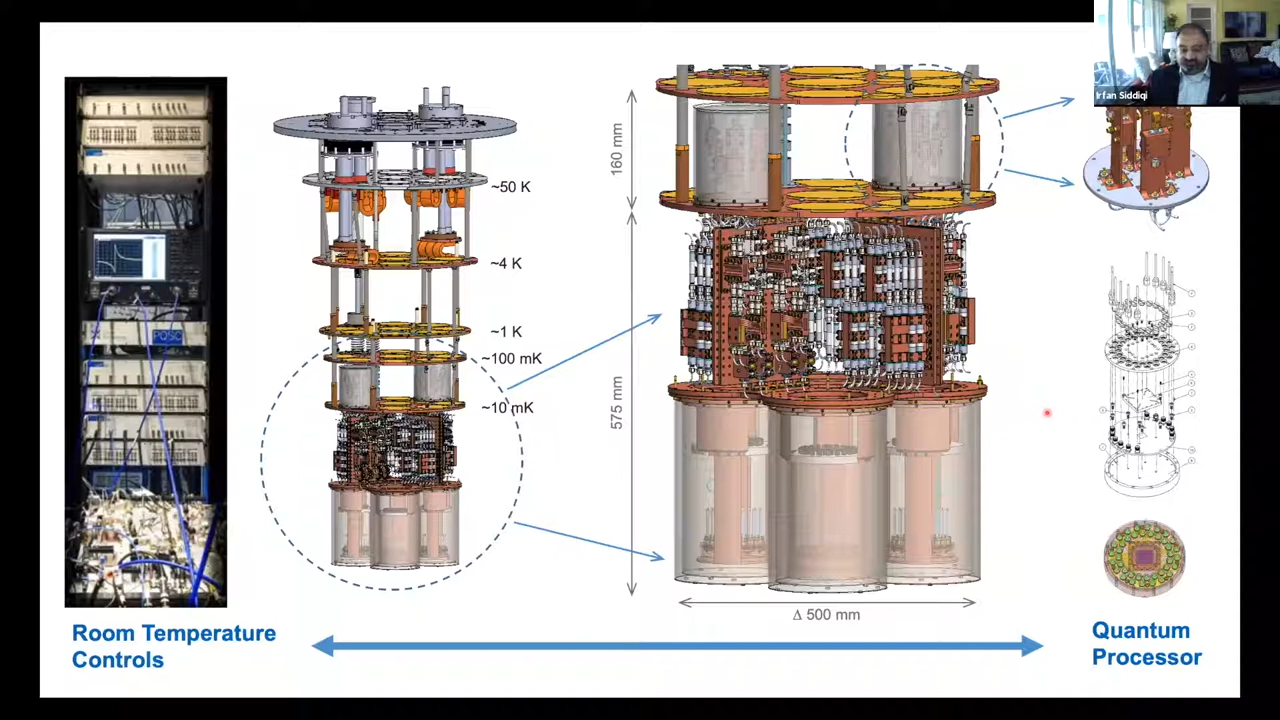 Irfan Siddiqi
~50 K
~4 K
~1 K
~100 mK
~10 mK
160 mm
575 mm
Δ 500 mm
PQSC
Room Temperature
Controls
Quantum
Processor